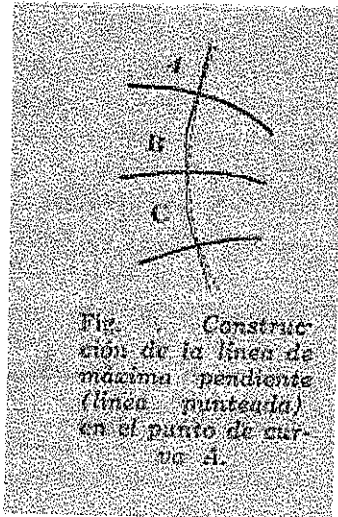 A
B
C
Fig. . Construc-
ción de la línea de
máxima pendiente
(línea punteada)
en el punto de cur-
va A.